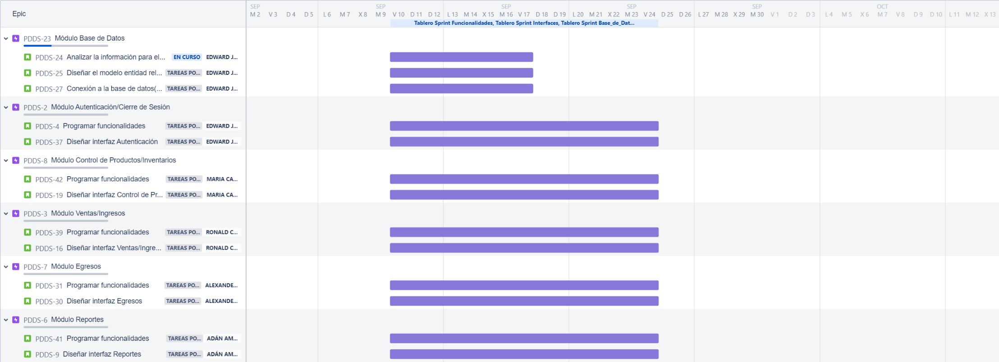 Epic
SEP SEP SEP SEP SEP OCT
M 2 V 3 D 4 D 5 L 6 M 7 X 8 M 9 V 10 D 11 D 12 L 13 M 14 X 15 M 16 V 17 D 18 D 19 L 20 M 21 X 22 M 23 V 24 D 25 D 26 L 27 M 28 X 29 M 30 V 1 D 2 D 3 L 4 M 5 X 6 M 7 V 8 D 9 D 10 L 11 M 12 X 13
Tablero Sprint Funcionalidades, Tablero Sprint Interfaces, Tablero Sprint Base_de_Dat...
PDDS-23 Módulo Base de Datos
PDDS-24 Analizar la información para el... EN CURSO EDWARD J...
PDDS-25 Diseñar el modelo entidad rel... TAREAS PO... EDWARD J...
PDDS-27 Conexión a la base de datos(... TAREAS PO... EDWARD J...
PDDS-2 Módulo Autenticación/Cierre de Sesión
PDDS-4 Programar funcionalidades TAREAS PO... EDWARD J...
PDDS-37 Diseñar interfaz Autenticación TAREAS PO... EDWARD J...
PDDS-8 Módulo Control de Productos/Inventarios
PDDS-42 Programar funcionalidades TAREAS PO... MARIA CA...
PDDS-19 Diseñar interfaz Control de Pr... TAREAS PO... MARIA CA...
PDDS-3 Módulo Ventas/Ingresos
PDDS-39 Programar funcionalidades TAREAS PO... RONALD C...
PDDS-16 Diseñar interfaz Ventas/Ingre... TAREAS PO... RONALD C...
PDDS-7 Módulo Egresos
PDDS-31 Programar funcionalidades TAREAS PO... ALEXANDE...
PDDS-30 Diseñar interfaz Egresos TAREAS PO... ALEXANDE...
PDDS-6 Módulo Reportes
PDDS-41 Programar funcionalidades TAREAS PO... ADÁN AM...
PDDS-9 Diseñar interfaz Reportes TAREAS PO... ADÁN AM...